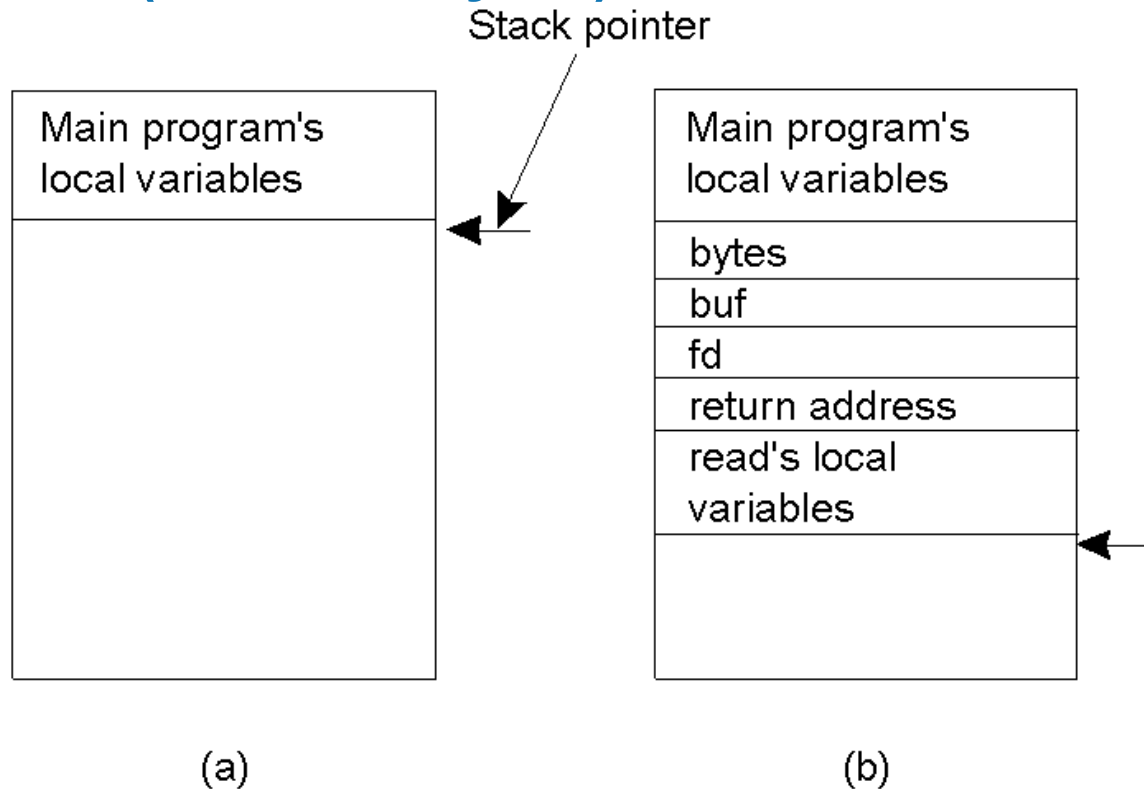 Stack pointer
Main program's
local variables
Main program's
local variables
bytes
buf
fd
return address
read's local
variables
(a)
(b)